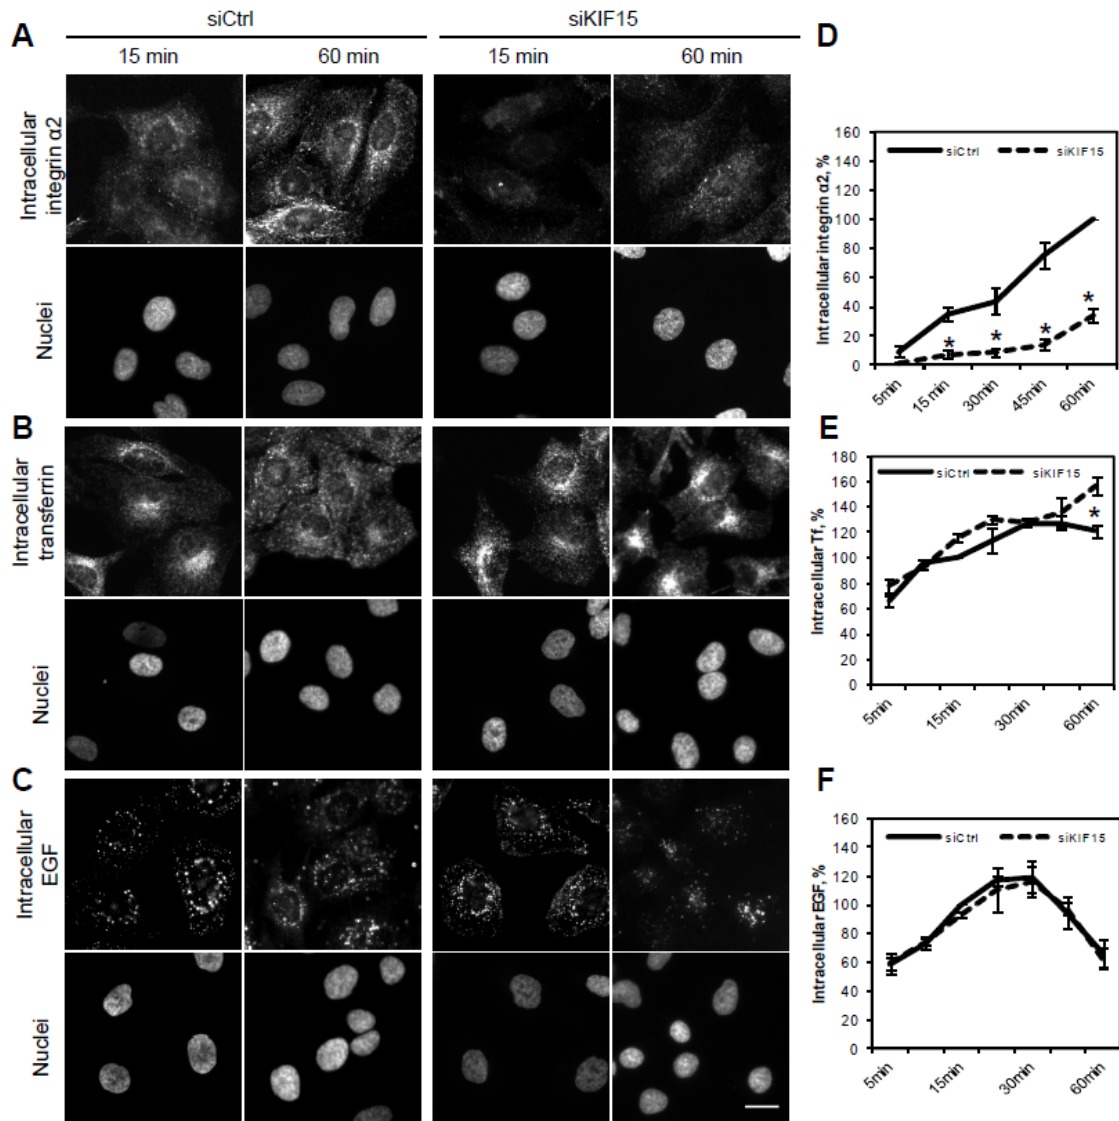 siCtrl
siKIF15
A
15 min
60 min
15 min
60 min
Intracellular
integrin α2
Nuclei
B
Intracellular
transferrin
Nuclei
C
Intracellular
EGF
Nuclei
D
Intracellular integrin α2, %
160
140
120
100
80
60
40
20
0
siCtrl
siKIF15
*
*
*
*
5min
15 min
30min
45min
60min
E
Intracellular Tf, %
180
160
140
120
100
80
60
40
20
0
siCtrl
siKIF15
*
5min
15min
30min
60min
F
Intracellular EGF, %
160
140
120
100
80
60
40
20
0
siCtrl
siKIF15
5min
15min
30min
60min